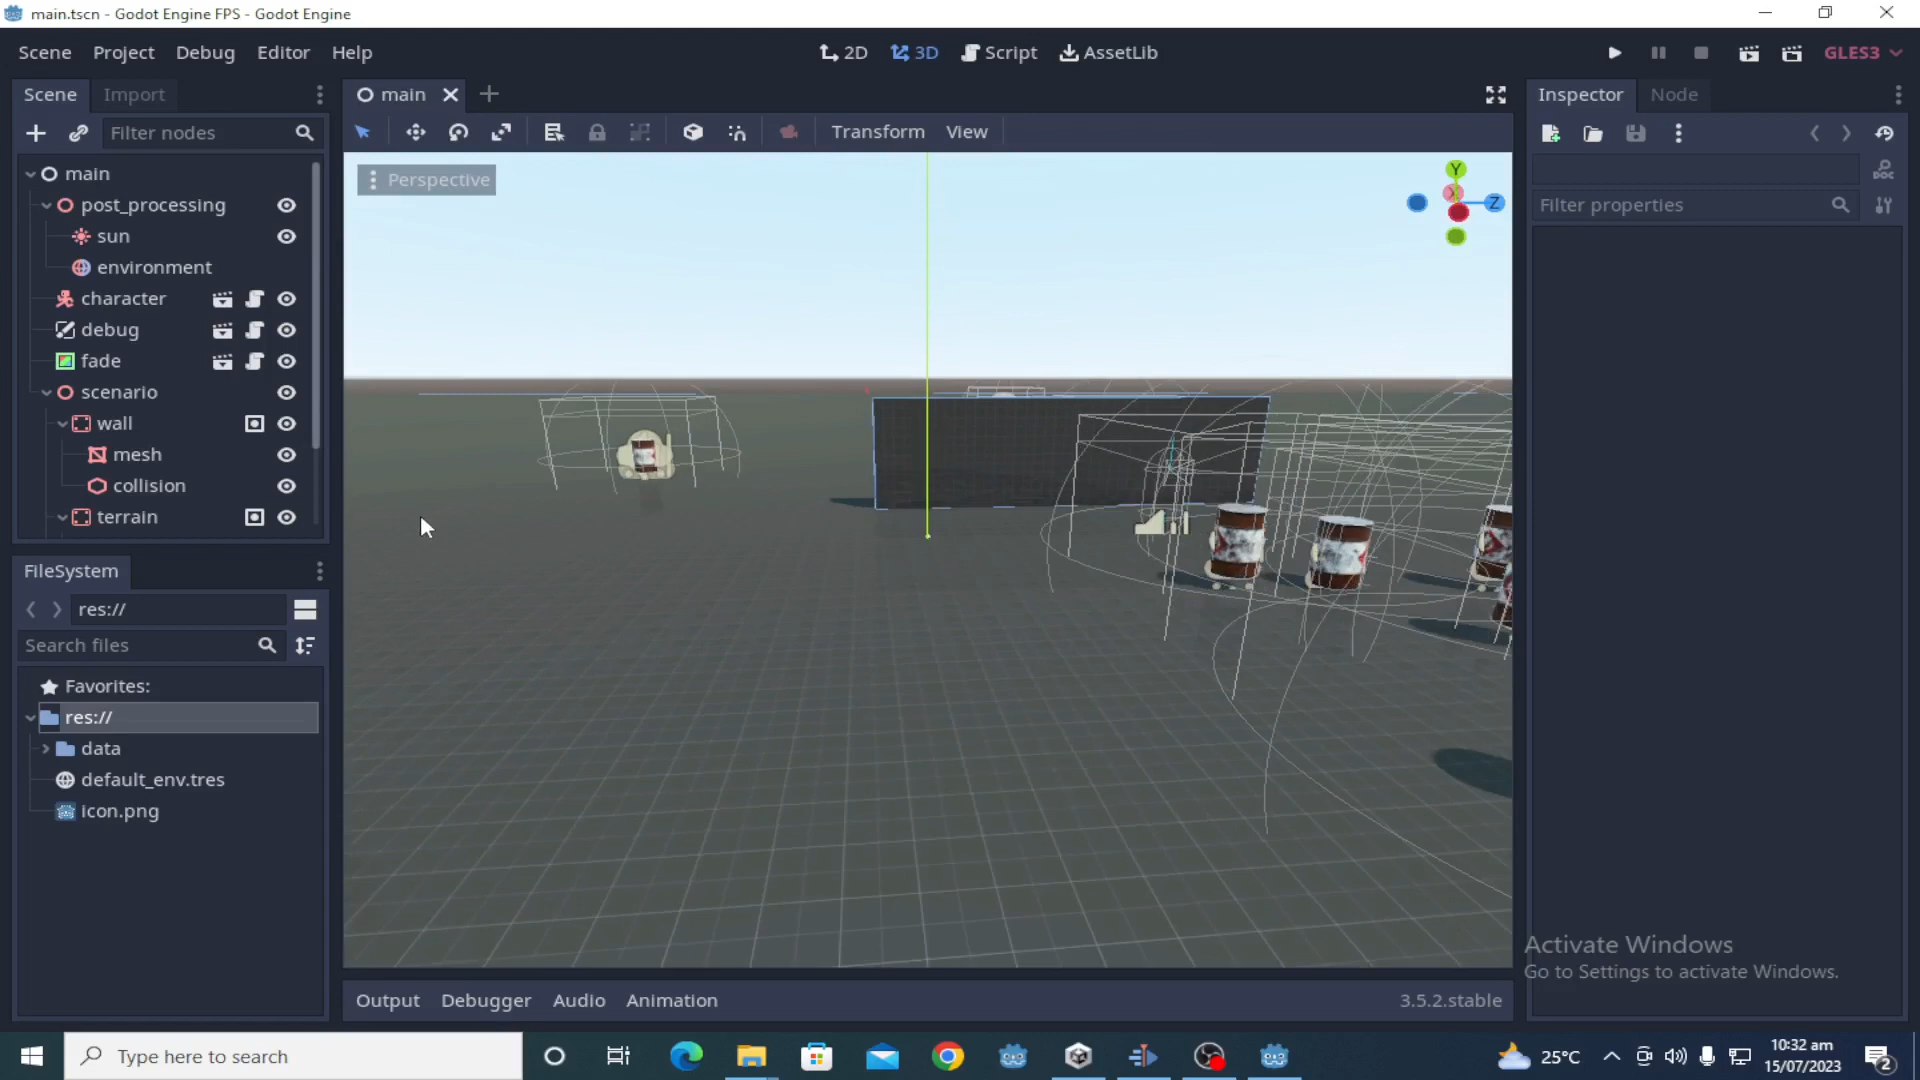 main.tscn - Godot Engine FPS - Godot Engine
Scene Project Debug Editor Help
2D 3D Script AssetLib
GLES3
Scene Import
main
Inspector Node
Filter nodes
Transform View
Filter properties
Perspective
Y
X
Z
main
post_processing
sun
environment
character
debug
fade
scenario
wall
mesh
collision
terrain
FileSystem
res://
Search files
Favorites:
res://
data
default_env.tres
icon.png
Activate Windows
Go to Settings to activate Windows.
Output Debugger Audio Animation
3.5.2.stable
Type here to search
25°C
10:32 am
15/07/2023
2